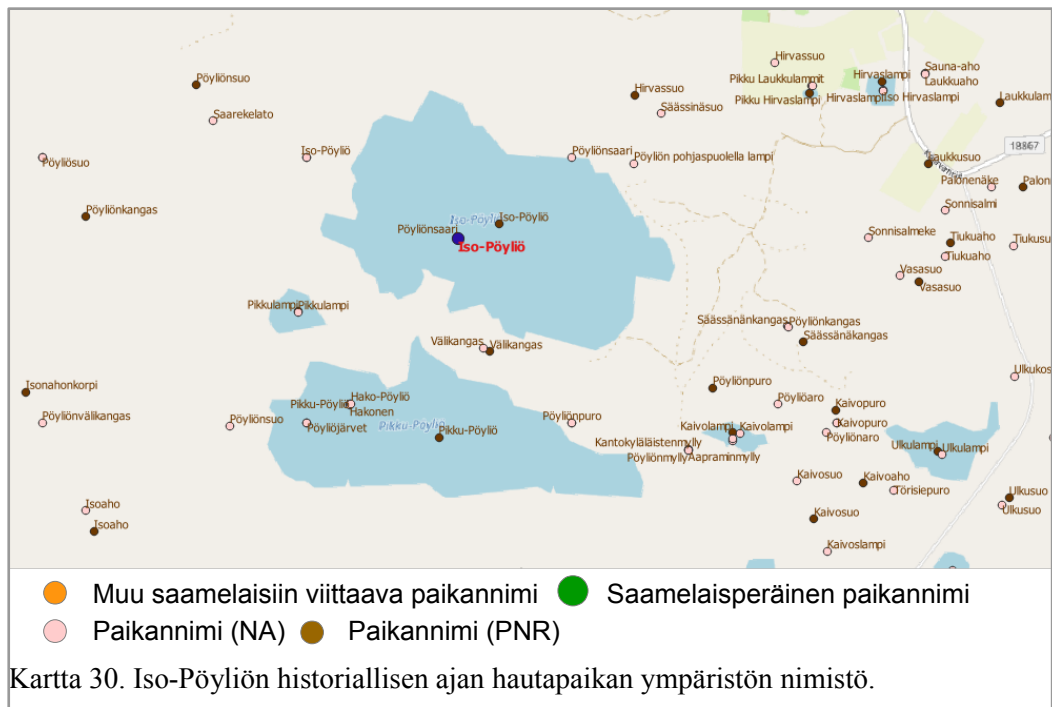 Hirvassuo
Sauna-aho
Pöyliönsuo
Pikku Laukkulammit
Hirvaslampi
Laukkuaho
Hirvassuo
Pikku Hirvaslampi
Hirvaslampi Iso Hirvaslampi
Laukkulam
Saarekelato
Säässinäsuo
Pöyliösuo
Iso-Pöyliö
Pöyliönsaari
Pöyliön pohjaspuolella lampi
Laukkusuo
Palonenäke
Palon
Pöyliönkangas
Iso-Pöyliö
Iso-Pöyliö
Sonnisalmi
Pöyliönsaari
Iso-Pöyliö
Sonnisalmeke
Tiukuaho
Tiukusu
Tiukuaho
Vasasuo
Vasasuo
Pikkulampi Pikkulampi
Säässänänkangas Pöyliönkangas
Välikangas
Välikangas
Säässänäkangas
Isonahonkorpi
Pöyliönpuro
Ulkukos
Pikku-Pöyliö
Hako-Pöyliö
Pöyliöaro
Kaivopuro
Pöyliönvälikangas
Pöyliönsuo
Hakonen
Pöyliöjärvet
Pikku-Pöyliö
Pikku-Pöyliö
Pöyliönpuro
Kaivolampi
Kaivolampi
Kaivopuro
Pöyliönaro
Kantokyläläistenmylly
Pöyliönmylly Aapraminmylly
Ulkulampi
Ulkulampi
Kaivosuo
Kaivoaho
Törisiepuro
Isoaho
Isoaho
Kaivosuo
Ulkusuo
Ulkusuo
Kaivoslampi
Muu saamelaisiin viittaava paikannimi
Saamelaisperäinen paikannimi
Paikannimi (NA)
Paikannimi (PNR)
Kartta 30. Iso-Pöyliön historiallisen ajan hautapaikan ympäristön nimistö.